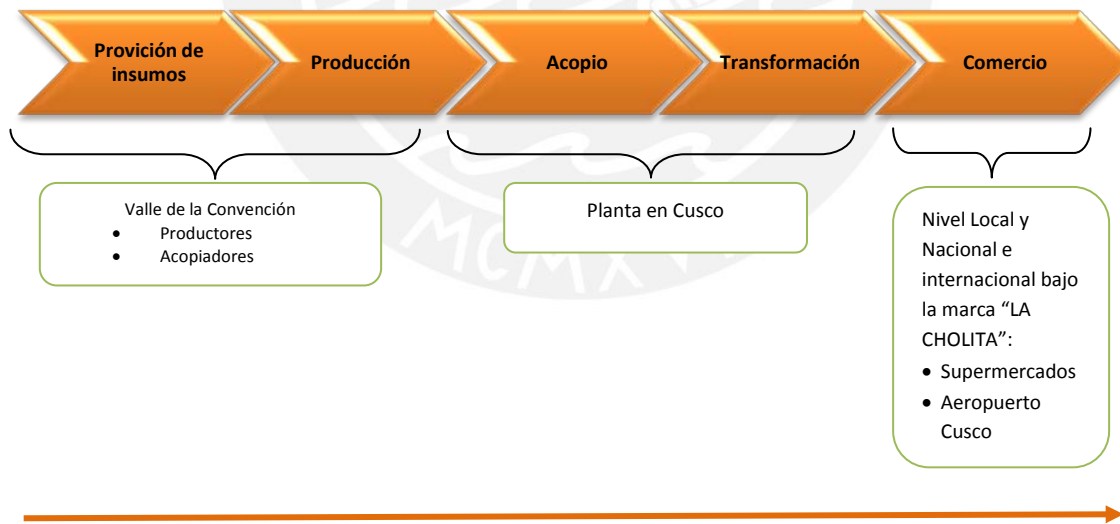 Provición de
insumos
Producción
Acopio
Transformación
Comercio
Valle de la Convención
• Productores
• Acopiadores
Planta en Cusco
Nivel Local y
Nacional e
internacional bajo
la marca “LA
CHOLITA”:
• Supermercados
• Aeropuerto
Cusco